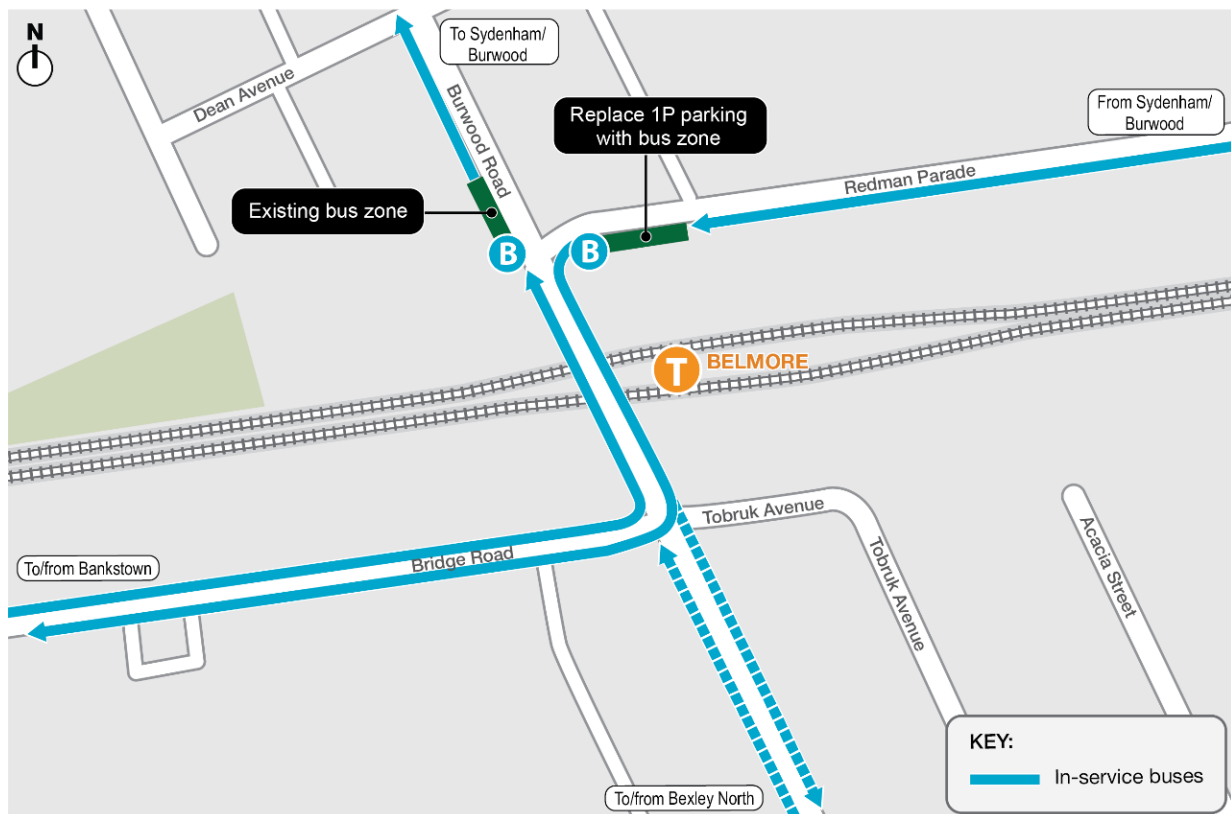 N
To Sydenham/
Burwood
Dean Avenue
Burwood Road
Replace 1P parking
with bus zone
From Sydenham/
Burwood
Redman Parade
Existing bus zone
B
B
T
BELMORE
Tobruk Avenue
Tobruk Avenue
Acacia Street
Bridge Road
To/from Bankstown
To/from Bexley North
KEY:
In-service buses